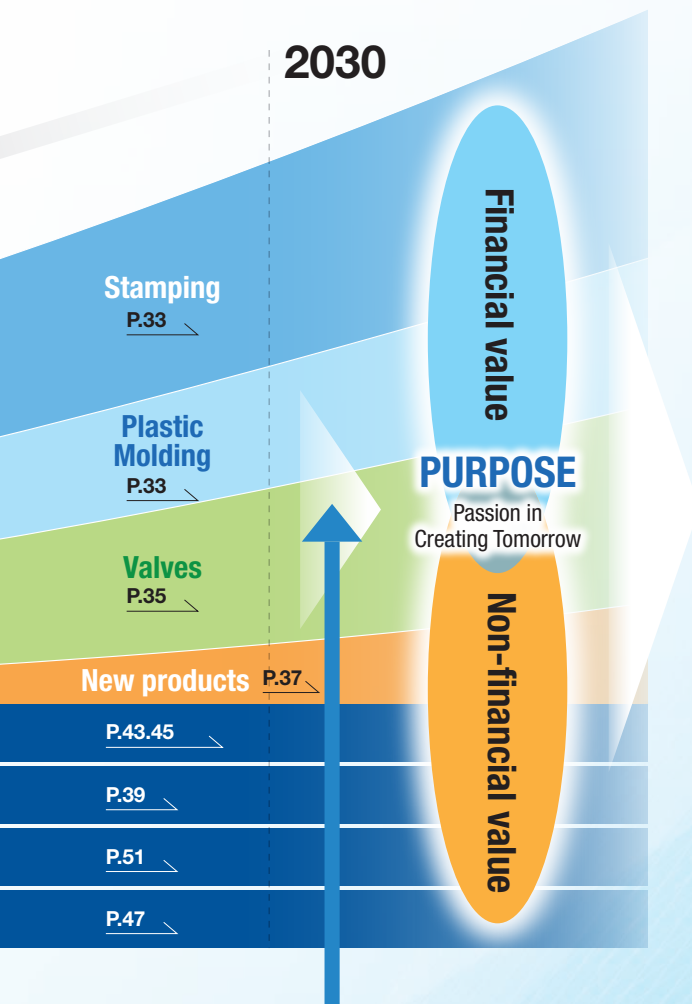 2030
Stamping
P.33
Plastic
Molding
P.33
Valves
P.35
New products P.37
P.43.45
P.39
P.51
P.47
Financial value
PURPOSE
Passion in
Creating Tomorrow
Non-financial value